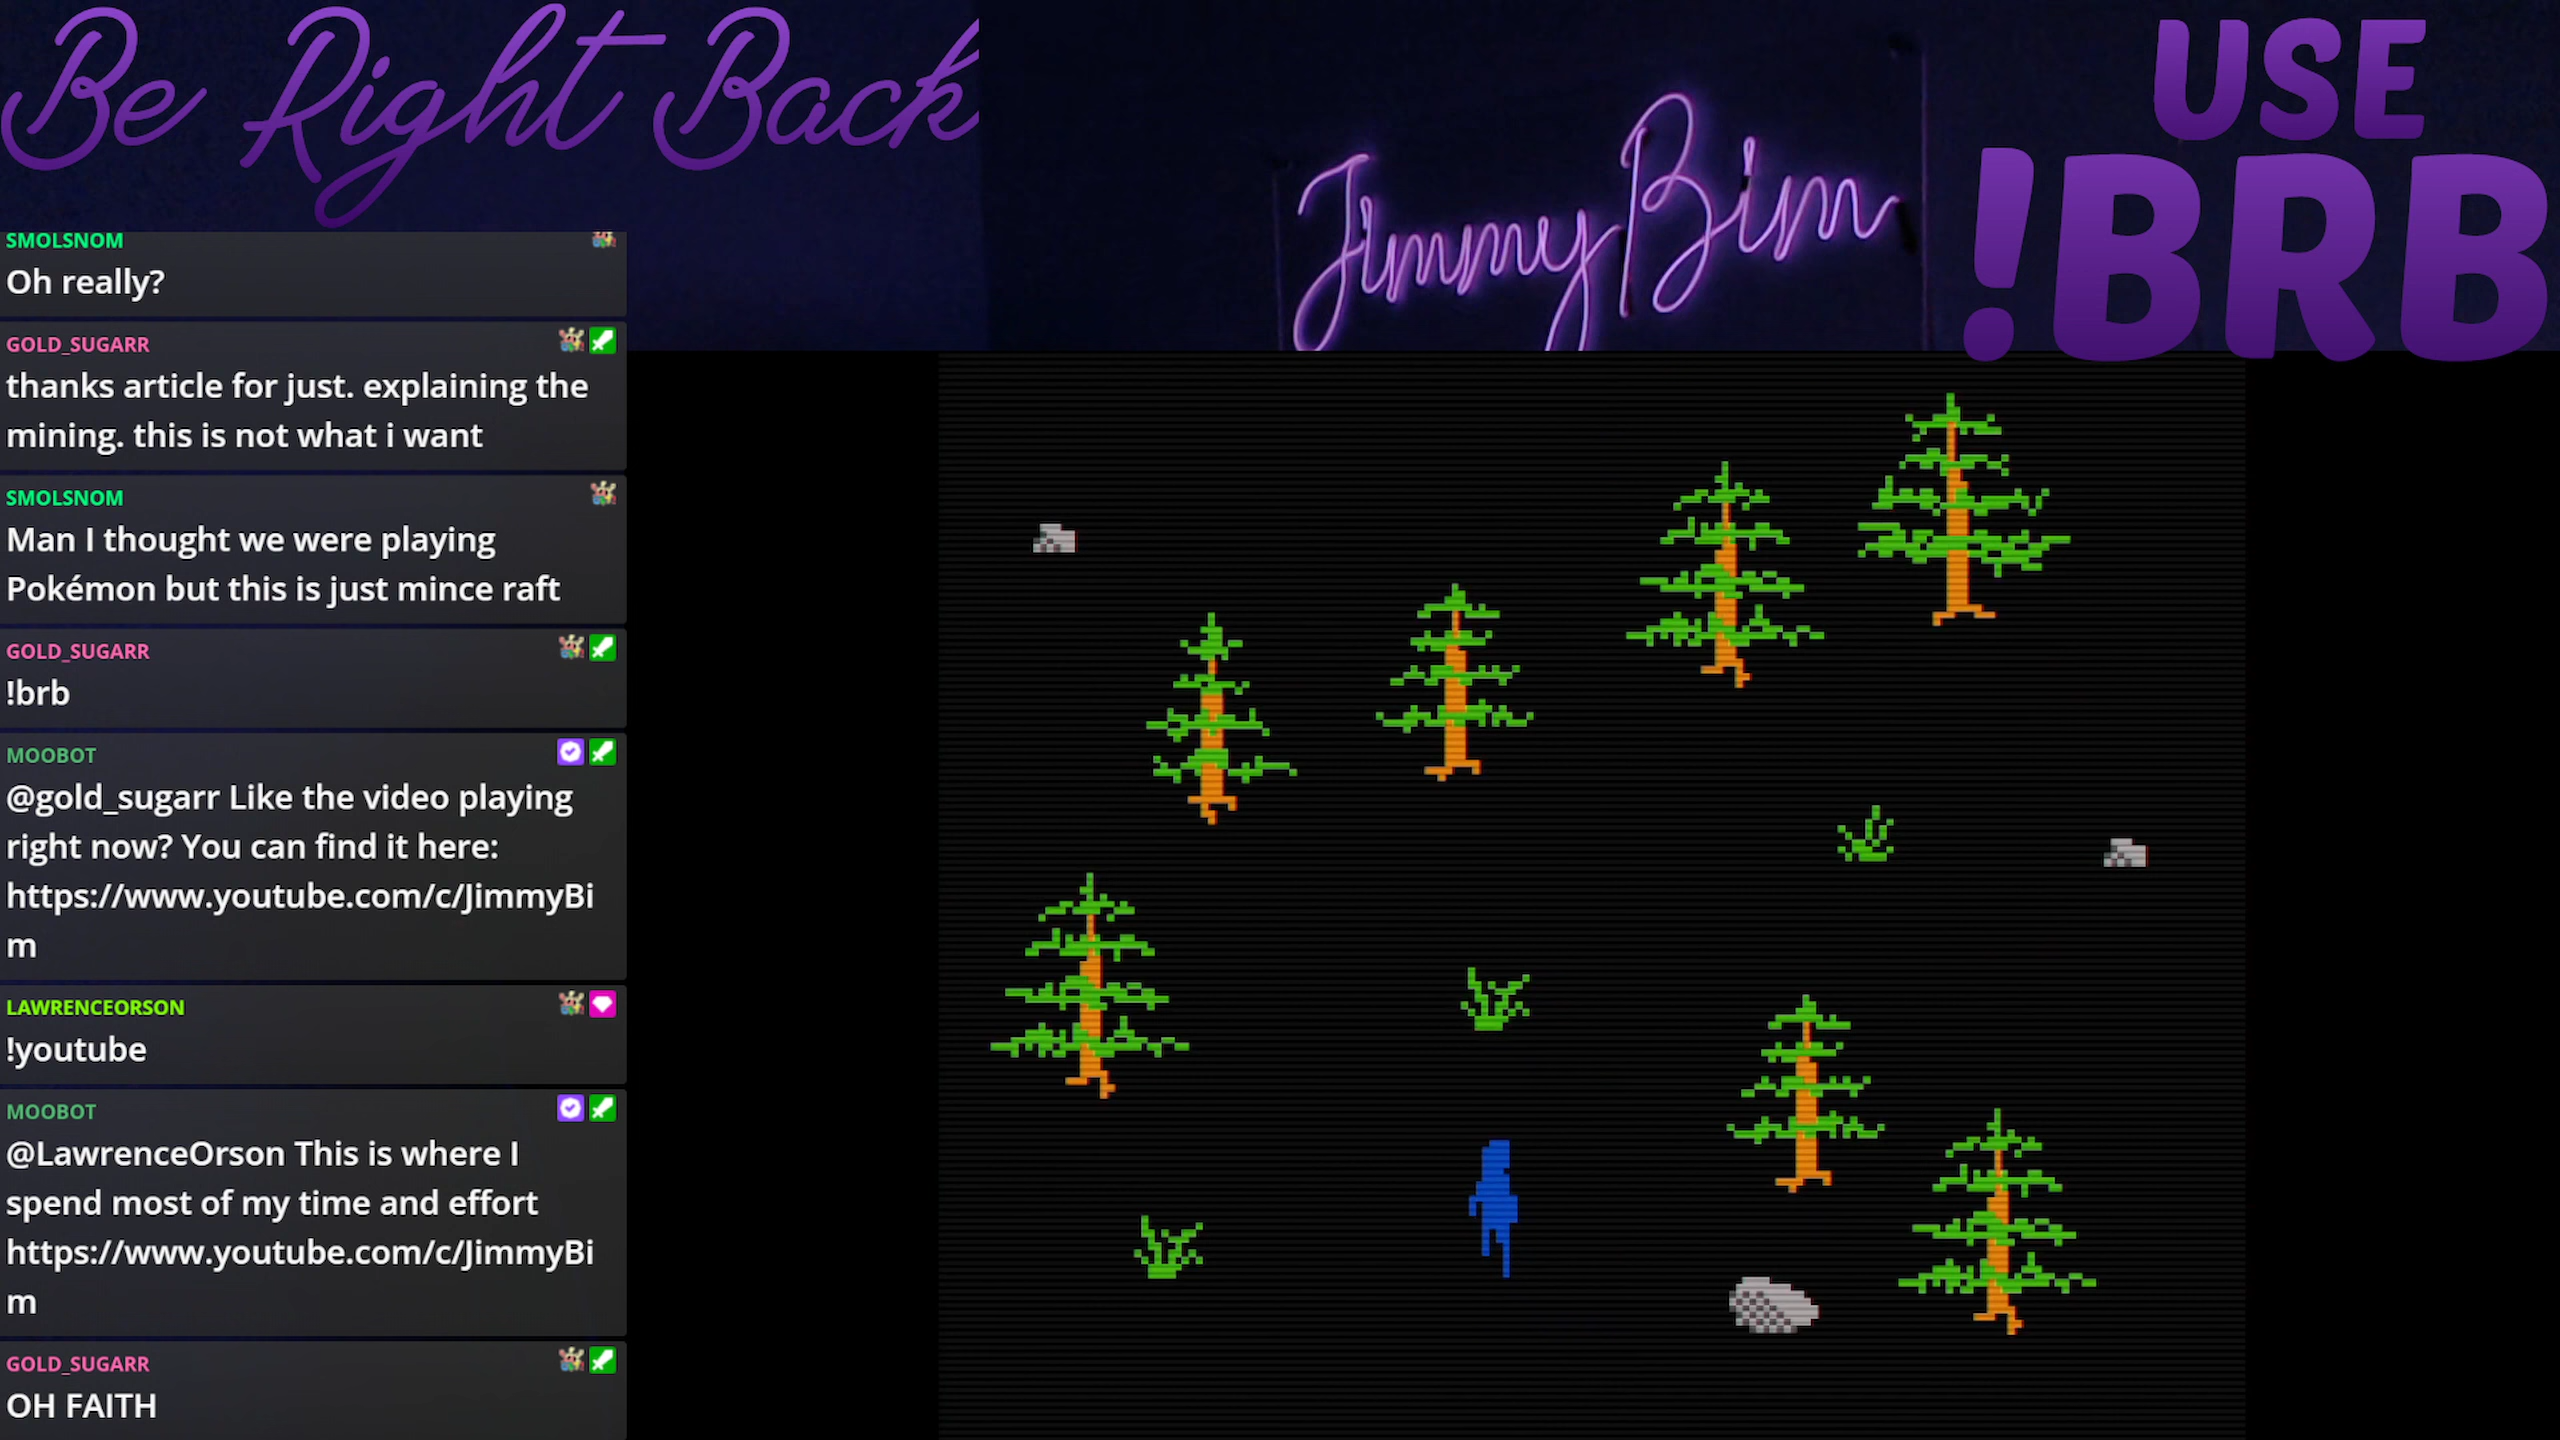 Be Right Back
Jimmy Bim
USE
!BRB
SMOLSNOM
Oh really?
GOLD_SUGARR
thanks article for just. explaining the
mining. this is not what i want
SMOLSNOM
Man I thought we were playing
Pokémon but this is just mince raft
GOLD_SUGARR
!brb
MOOBOT
@gold_sugarr Like the video playing
right now? You can find it here:
https://www.youtube.com/c/JimmyBi
m
LAWRENCEORSON
!youtube
MOOBOT
@LawrenceOrson This is where I
spend most of my time and effort
https://www.youtube.com/c/JimmyBi
m
GOLD_SUGARR
OH FAITH